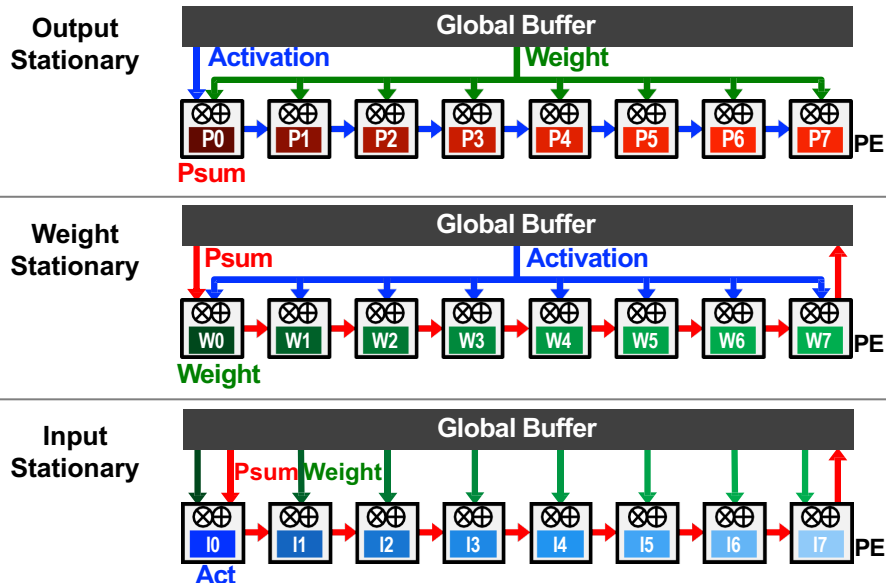 Output
Stationary
Global Buffer
Activation
Weight
P0 P1 P2 P3 P4 P5 P6 P7
PE
Psum
Weight
Stationary
Global Buffer
Psum
Activation
W0 W1 W2 W3 W4 W5 W6 W7
PE
Weight
Input
Stationary
Global Buffer
Psum Weight
I0 I1 I2 I3 I4 I5 I6 I7
PE
Act